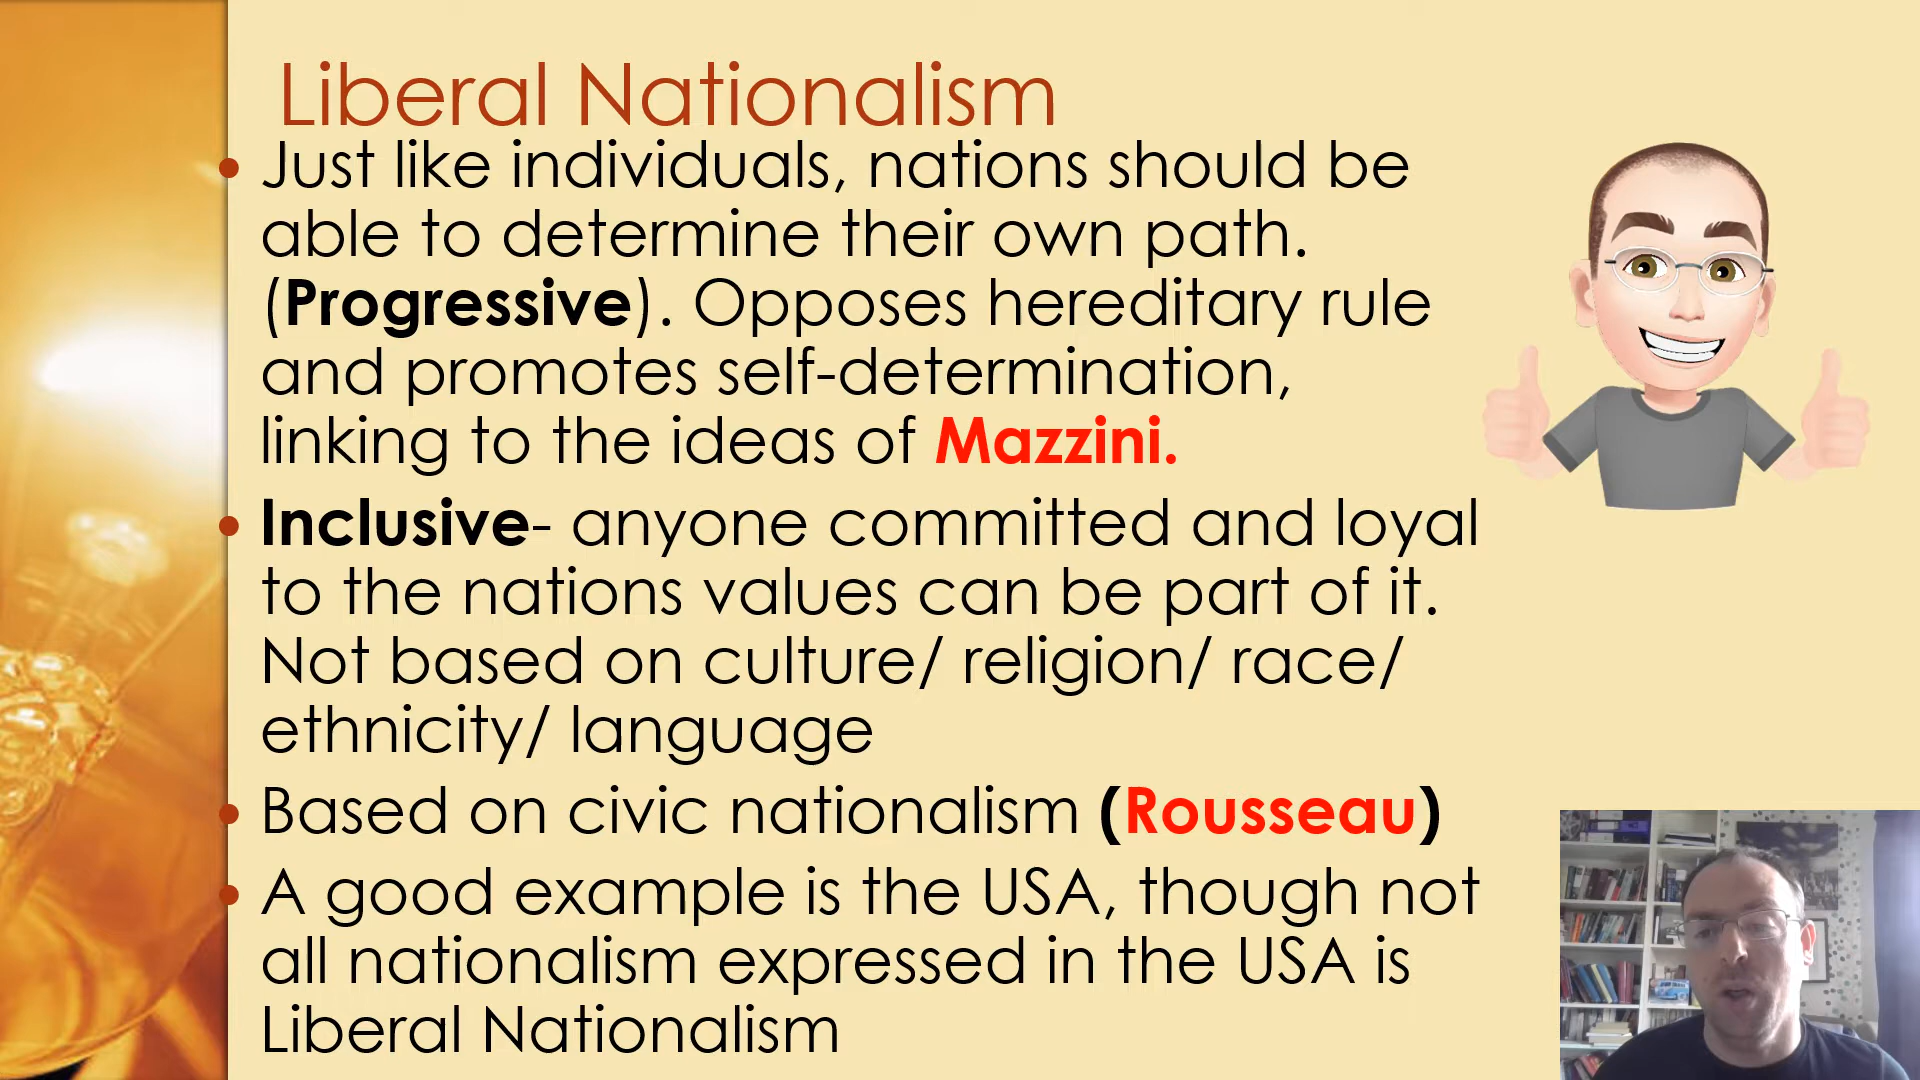 Liberal Nationalism
Just like individuals, nations should be
able to determine their own path.
(Progressive). Opposes hereditary rule
and promotes self-determination,
linking to the ideas of Mazzini.
Inclusive- anyone committed and loyal
to the nations values can be part of it.
Not based on culture/ religion/ race/
ethnicity/ language
Based on civic nationalism (Rousseau)
A good example is the USA, though not
all nationalism expressed in the USA is
Liberal Nationalism